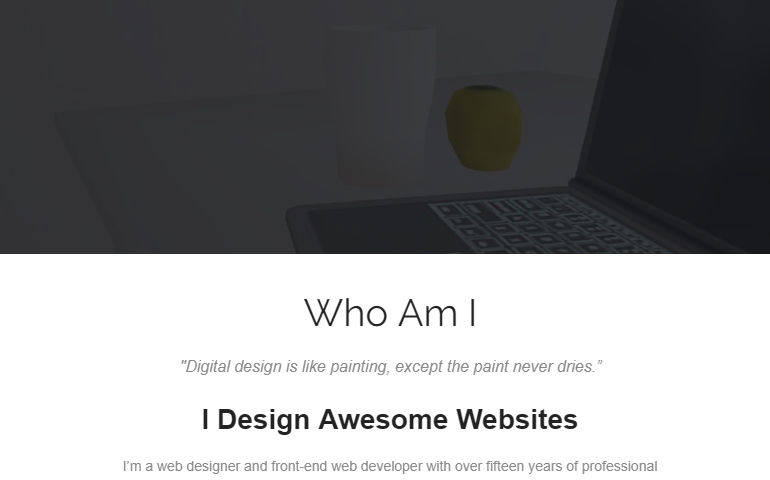 Who Am I
"Digital design is like painting, except the paint never dries.”
I Design Awesome Websites
I’m a web designer and front-end web developer with over fifteen years of professional